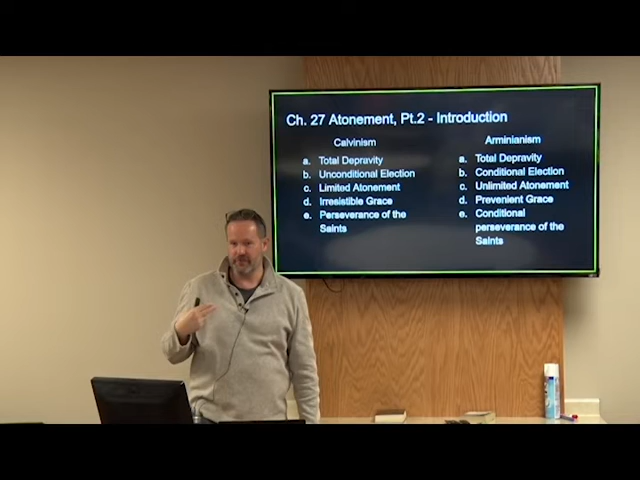 Ch. 27 Atonement, Pt.2 - Introduction
Calvinism
a. Total Depravity
b. Unconditional Election
c. Limited Atonement
d. Irresistible Grace
e. Perseverance of the
Saints
Arminianism
a. Total Depravity
b. Conditional Election
c. Unlimited Atonement
d. Prevenient Grace
e. Conditional
perseverance of the
Saints